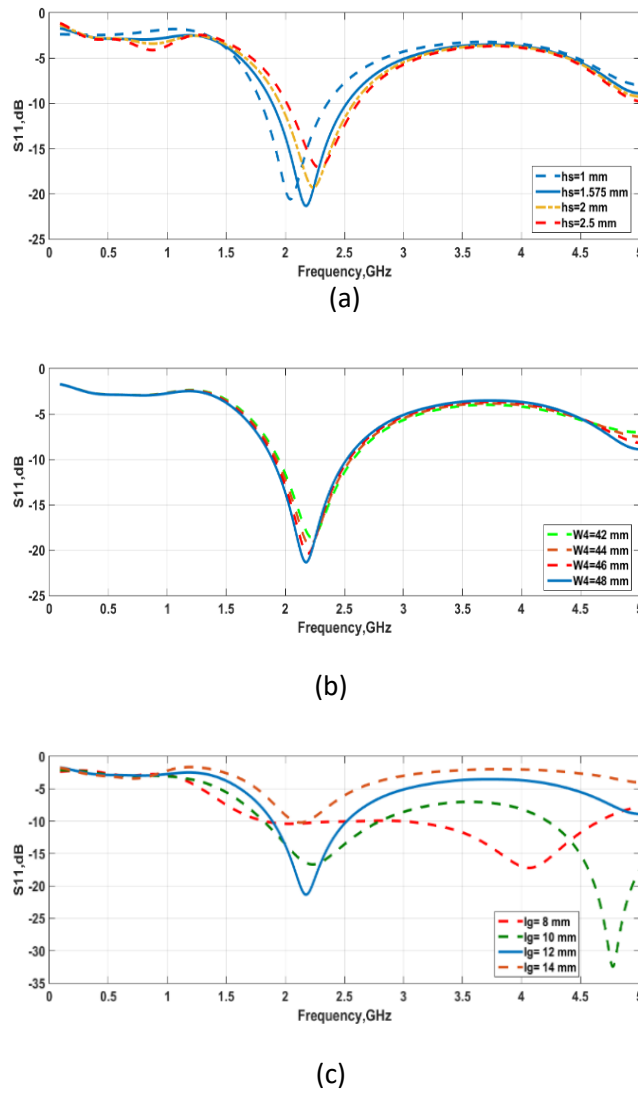 0
-5
-10
-15
-20
-25
S11,dB
hs=1 mm
hs=1.575 mm
hs=2 mm
hs=2.5 mm
0 0.5 1 1.5 2 2.5 3 3.5 4 4.5 5
Frequency,GHz
(a)
0
-5
-10
-15
-20
-25
S11,dB
W4=42 mm
W4=44 mm
W4=46 mm
W4=48 mm
0 0.5 1 1.5 2 2.5 3 3.5 4 4.5 5
Frequency,GHz
(b)
0
-5
-10
-15
-20
-25
-30
-35
S11,dB
lg= 8 mm
lg= 10 mm
lg= 12 mm
lg= 14 mm
0 0.5 1 1.5 2 2.5 3 3.5 4 4.5 5
Frequency,GHz
(c)